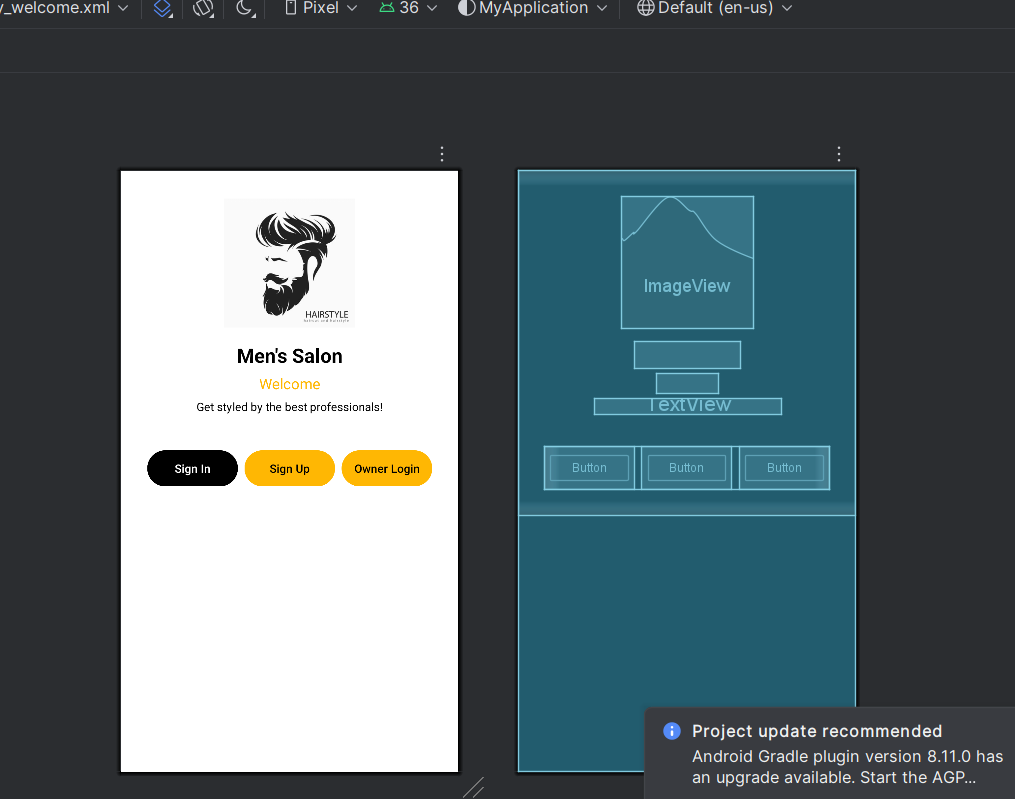 y_welcome.xml Pixel 36 MyApplication Default (en-us)
HAIRSTYLE
Men's Salon
Welcome
Get styled by the best professionals!
Sign In Sign Up Owner Login
ImageView
TextView
Button Button Button
Project update recommended
Android Gradle plugin version 8.11.0 has
an upgrade available. Start the AGP...